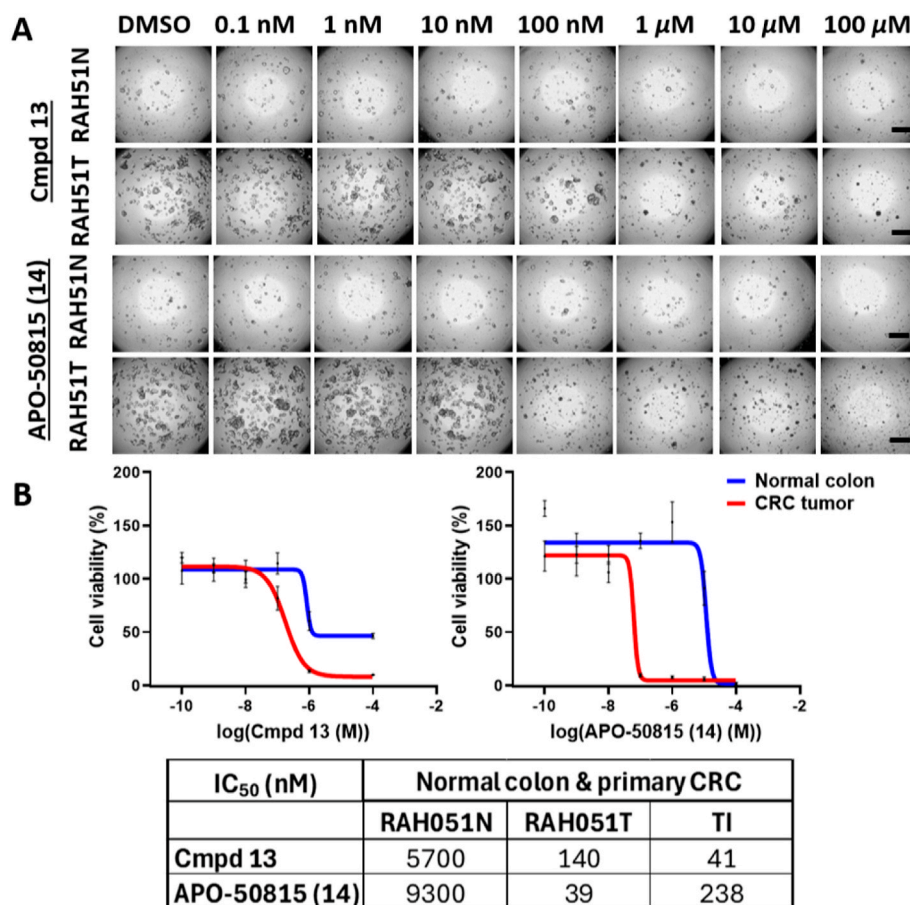 A
DMSO 0.1 nM 1 nM 10 nM 100 nM 1 μM 10 μM 100 μM
Cmpd 13
RAH51N
RAH51T
APO-50815 (14)
RAH51N
RAH51T
B
200
150
100
50
0
Cell viability (%)
-10 -8 -6 -4 -2
log(Cmpd 13 (M))
200
150
100
50
0
Cell viability (%)
-10 -8 -6 -4 -2
log(APO-50815 (14) (M))
Normal colon
CRC tumor
IC50 (nM) Normal colon & primary CRC
RAH051N RAH051T TI
Cmpd 13 5700 140 41
APO-50815 (14) 9300 39 238